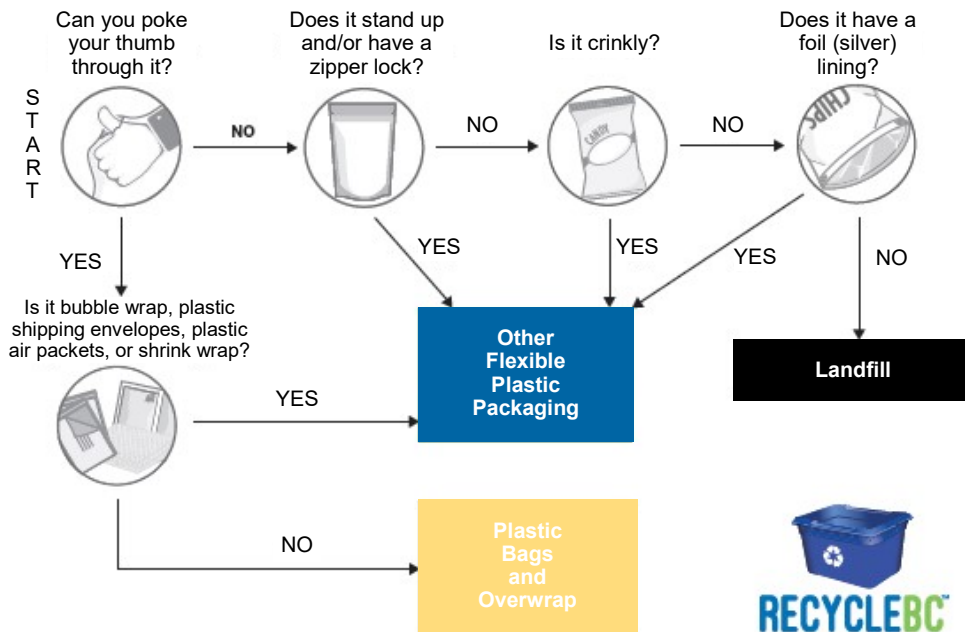 Can you poke
your thumb
through it?
Does it stand up
and/or have a
zipper lock?
Is it crinkly?
Does it have a
foil (silver)
lining?
START
NO
NO
NO
CANDY
CHIPS
YES
YES
YES
YES
NO
Is it bubble wrap, plastic
shipping envelopes, plastic
air packets, or shrink wrap?
Other
Flexible
Plastic
Packaging
Landfill
YES
NO
Plastic
Bags
and
Overwrap
RECYCLEBC™